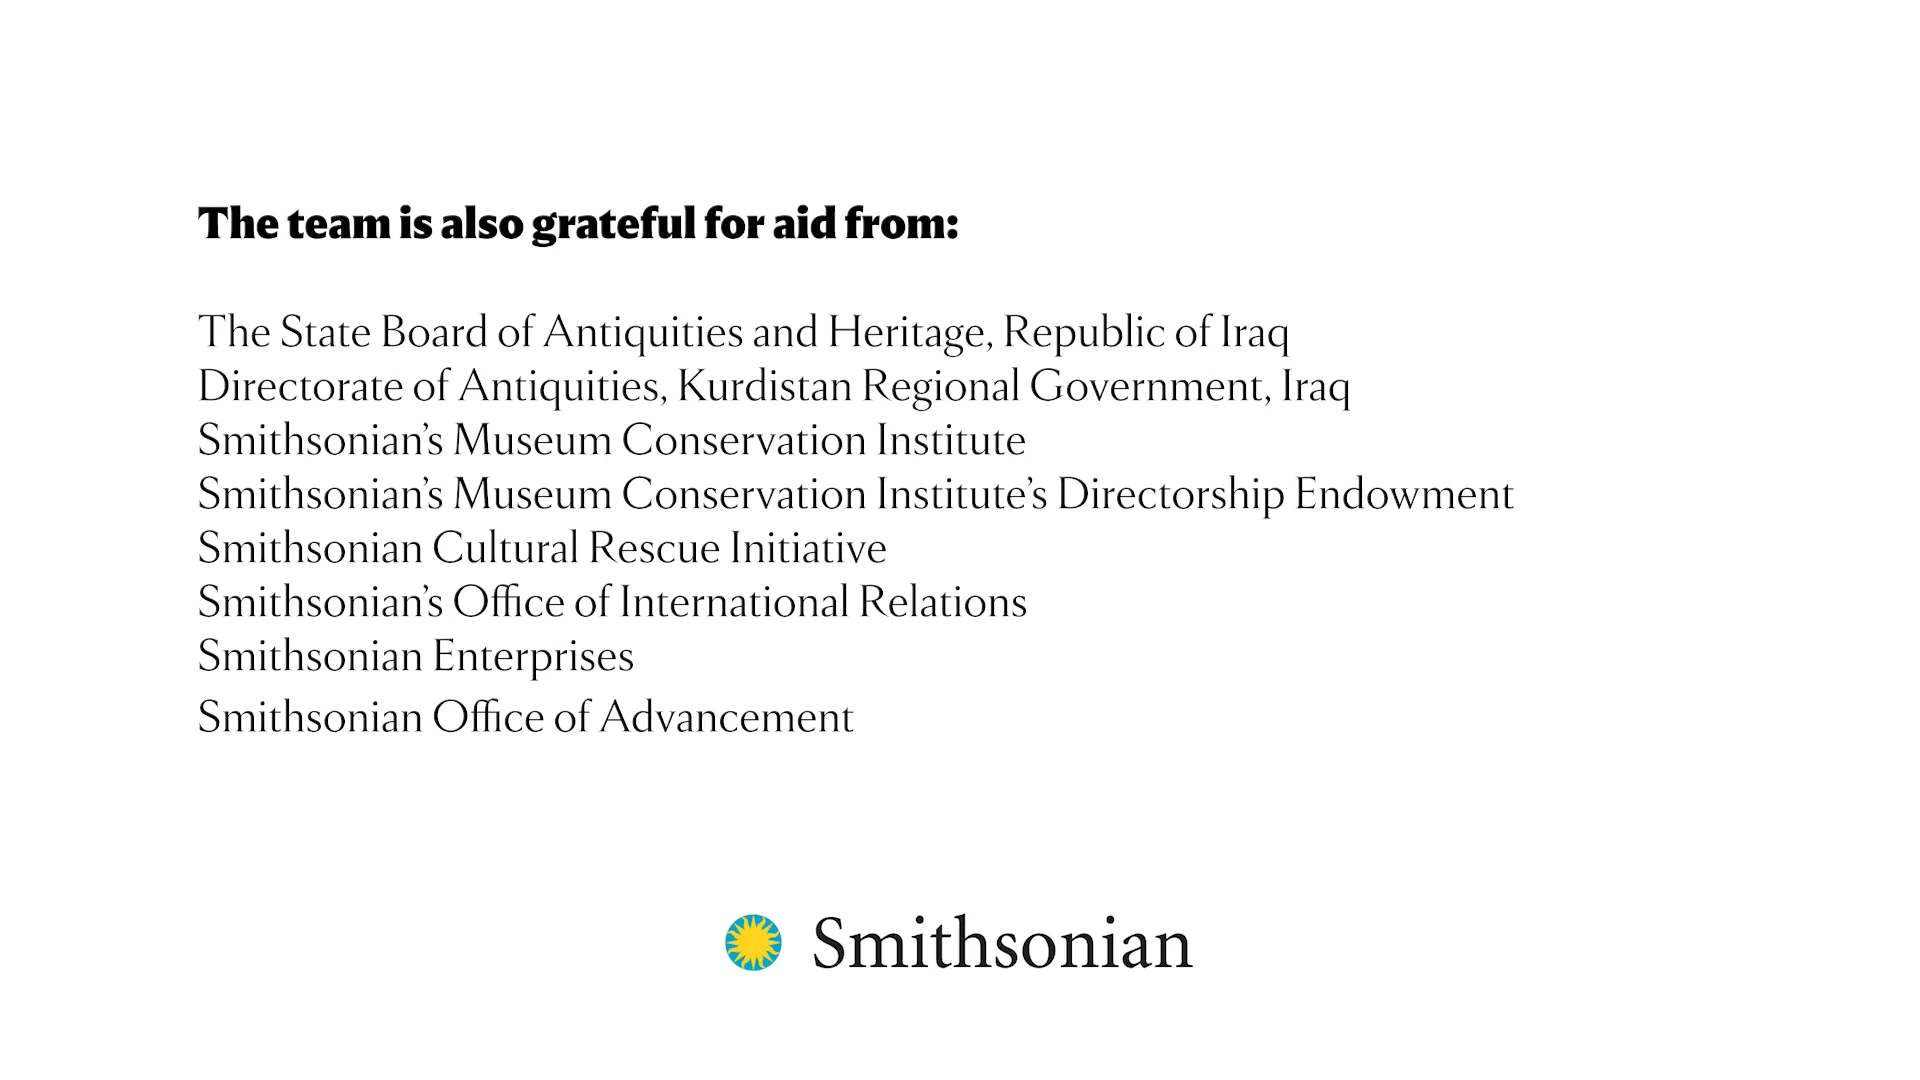 The team is also grateful for aid from:
The State Board of Antiquities and Heritage, Republic of Iraq
Directorate of Antiquities, Kurdistan Regional Government, Iraq
Smithsonian’s Museum Conservation Institute
Smithsonian’s Museum Conservation Institute’s Directorship Endowment
Smithsonian Cultural Rescue Initiative
Smithsonian’s Office of International Relations
Smithsonian Enterprises
Smithsonian Office of Advancement
Smithsonian